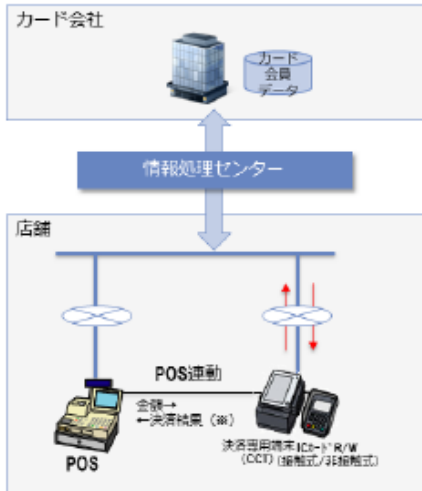 カード会社
カード
会員
データ
情報処理センター
店舗
POS連動
金額→
←決済結果（※）
POS
決済専用端末
(CCT)
ICｶｰﾄﾞR/W
(接触式/非接触式)